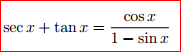 sec x + tan x = cos x / (1 − sin x)